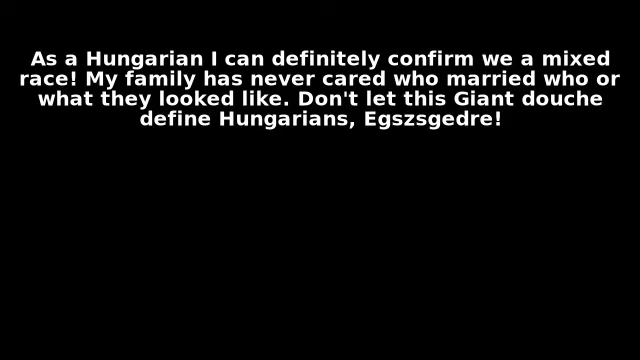 As a Hungarian I can definitely confirm we a mixed
race! My family has never cared who married who or
what they looked like. Don't let this Giant douche
define Hungarians, Egszsgedre!